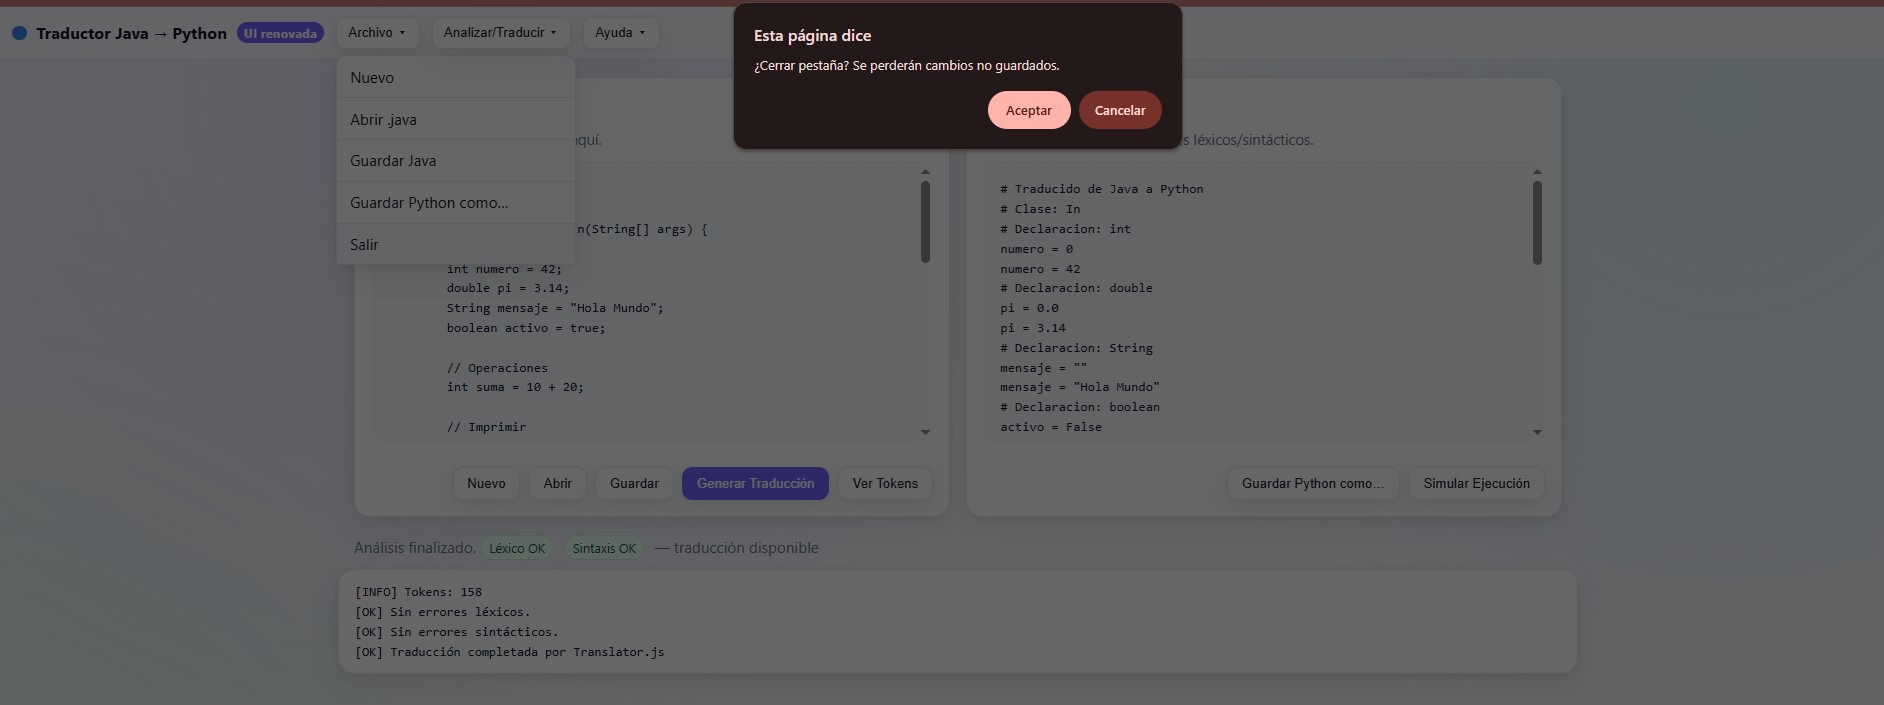 Traductor Java → Python
UI renovada
Archivo
Analizar/Traducir
Ayuda
Esta página dice
¿Cerrar pestaña? Se perderán cambios no guardados.
Aceptar
Cancelar
Nuevo
Abrir .java
Guardar Java
Guardar Python como…
Salir
quí.
(String[] args) {
int numero = 42;
double pi = 3.14;
String mensaje = "Hola Mundo";
boolean activo = true;
// Operaciones
int suma = 10 + 20;
// Imprimir
Nuevo
Abrir
Guardar
Generar Traducción
Ver Tokens
léxicos/sintácticos.
# Traducido de Java a Python
# Clase: In
# Declaracion: int
numero = 0
numero = 42
# Declaracion: double
pi = 0.0
pi = 3.14
# Declaracion: String
mensaje = ""
mensaje = "Hola Mundo"
# Declaracion: boolean
activo = False
Guardar Python como…
Simular Ejecución
Análisis finalizado. Léxico OK Sintaxis OK — traducción disponible
[INFO] Tokens: 158
[OK] Sin errores léxicos.
[OK] Sin errores sintácticos.
[OK] Traducción completada por Translator.js